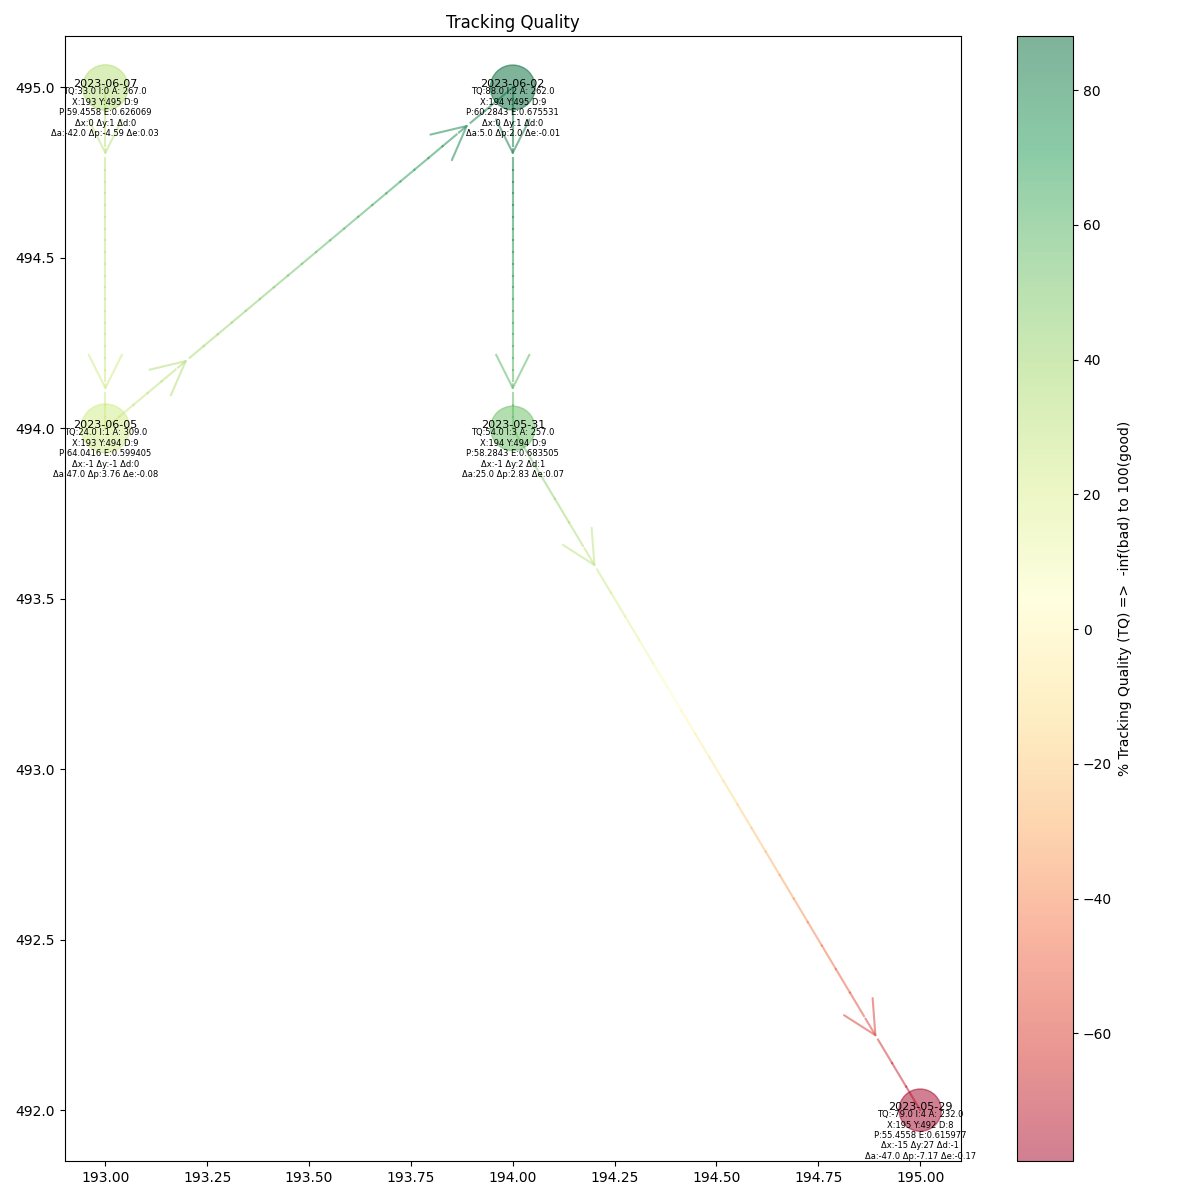 Tracking Quality
2023-06-07
TQ:33.0 I:0 A: 267.0
X:193 Y:495 D:9
P:59.4558 E:0.626069
Δx:0 Δy:1 Δd:0
Δa:-42.0 Δp:-4.59 Δe:0.03
2023-06-02
TQ:88.0 I:2 A: 262.0
X:194 Y:495 D:9
P:60.2843 E:0.675531
Δx:0 Δy:1 Δd:0
Δa:5.0 Δp:2.0 Δe:-0.01
2023-06-05
TQ:24.0 I:1 A: 309.0
X:193 Y:494 D:9
P:64.0416 E:0.599405
Δx:-1 Δy:-1 Δd:0
Δa:47.0 Δp:3.76 Δe:-0.08
2023-05-31
TQ:54.0 I:3 A: 257.0
X:194 Y:494 D:9
P:58.2843 E:0.683505
Δx:-1 Δy:2 Δd:1
Δa:25.0 Δp:2.83 Δe:0.07
2023-05-29
TQ:-79.0 I:4 A: 232.0
X:195 Y:492 D:8
P:55.4558 E:0.615977
Δx:-15 Δy:27 Δd:-1
Δa:-47.0 Δp:-7.17 Δe:-0.17
495.0
494.5
494.0
493.5
493.0
492.5
492.0
193.00
193.25
193.50
193.75
194.00
194.25
194.50
194.75
195.00
80
60
40
20
0
−20
−40
−60
% Tracking Quality (TQ) => -inf(bad) to 100(good)